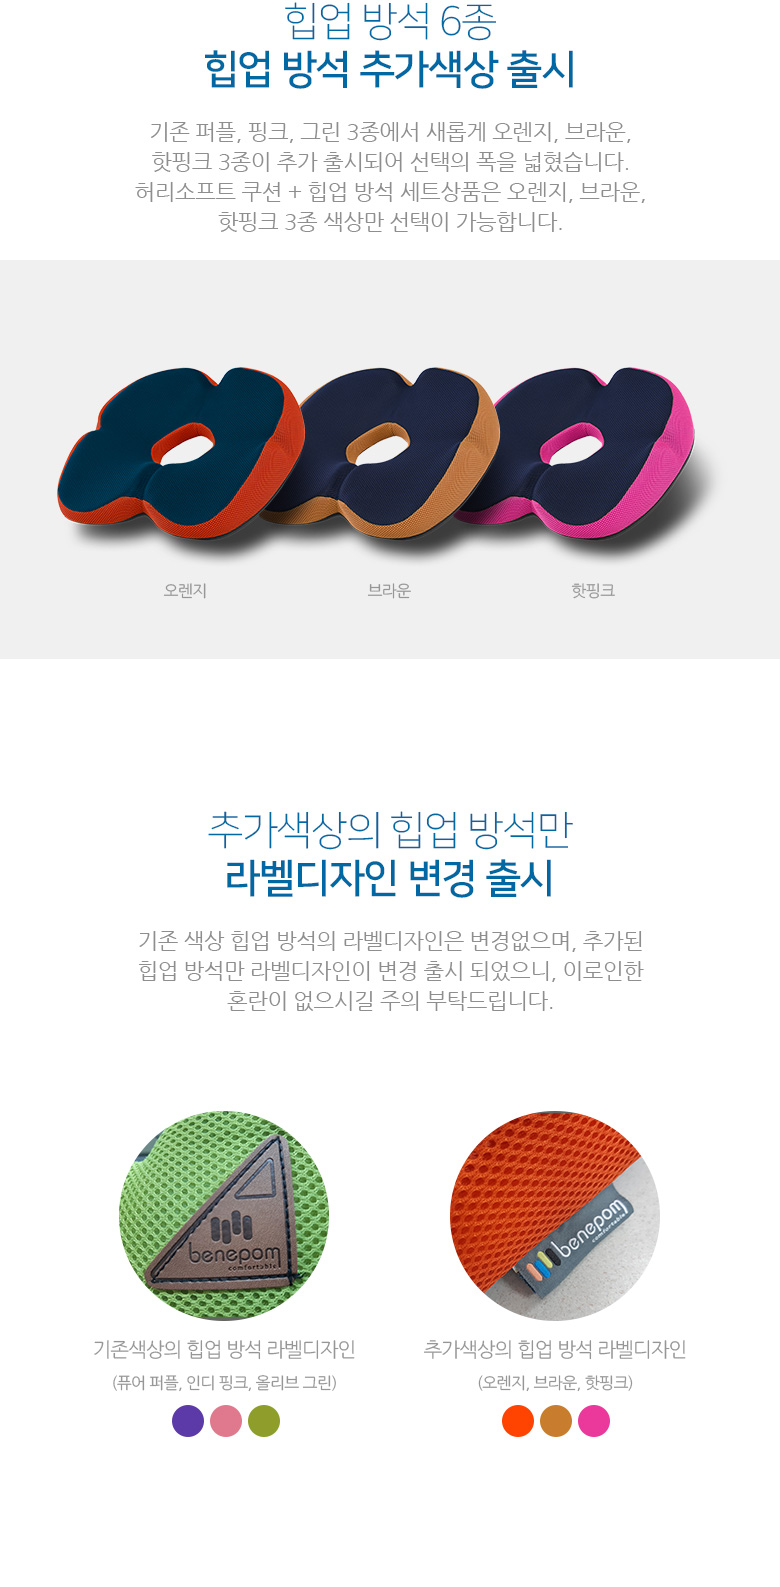 힙업 방석 6종
힙업 방석 추가색상 출시
기존 퍼플, 핑크, 그린 3종에서 새롭게 오렌지, 브라운,
핫핑크 3종이 추가 출시되어 선택의 폭을 넓혔습니다.
허리소프트 쿠션 + 힙업 방석 세트상품은 오렌지, 브라운,
핫핑크 3종 색상만 선택이 가능합니다.
오렌지
브라운
핫핑크
추가색상의 힙업 방석만
라벨디자인 변경 출시
기존 색상 힙업 방석의 라벨디자인은 변경없으며, 추가된
힙업 방석만 라벨디자인이 변경 출시 되었으니, 이로인한
혼란이 없으시길 주의 부탁드립니다.
benepom
comfortable
benepom
comfortable
기존색상의 힙업 방석 라벨디자인
(퓨어 퍼플, 인디 핑크, 올리브 그린)
추가색상의 힙업 방석 라벨디자인
(오렌지, 브라운, 핫핑크)